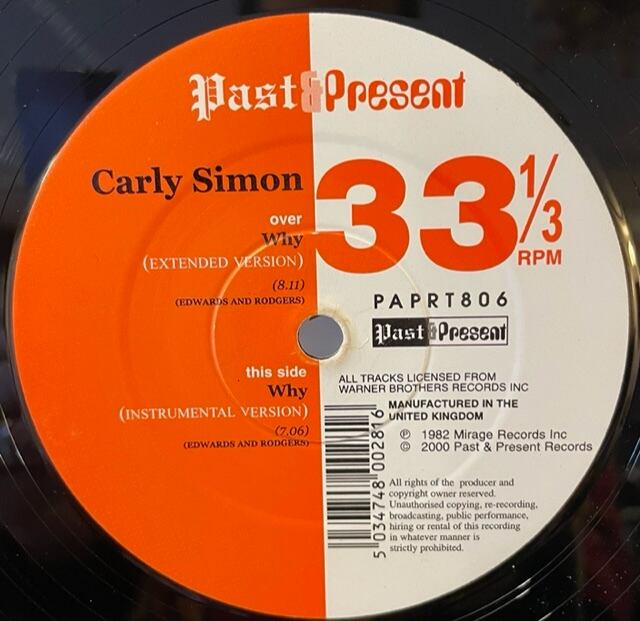 Past & Present
Carly Simon
over
Why
(EXTENDED VERSION)
(8.11)
(EDWARDS AND RODGERS)
this side
Why
(INSTRUMENTAL VERSION)
(7.06)
(EDWARDS AND RODGERS)
33 1/3
RPM
PAPRT806
Past & Present
ALL TRACKS LICENSED FROM
WARNER BROTHERS RECORDS INC
MANUFACTURED IN THE
UNITED KINGDOM
℗ 1982 Mirage Records Inc
© 2000 Past & Present Records
5 034748 002816
All rights of the producer and
copyright owner reserved.
Unauthorised copying, re-recording,
broadcasting, public performance,
hiring or rental of this recording
in whatever manner is
strictly prohibited.